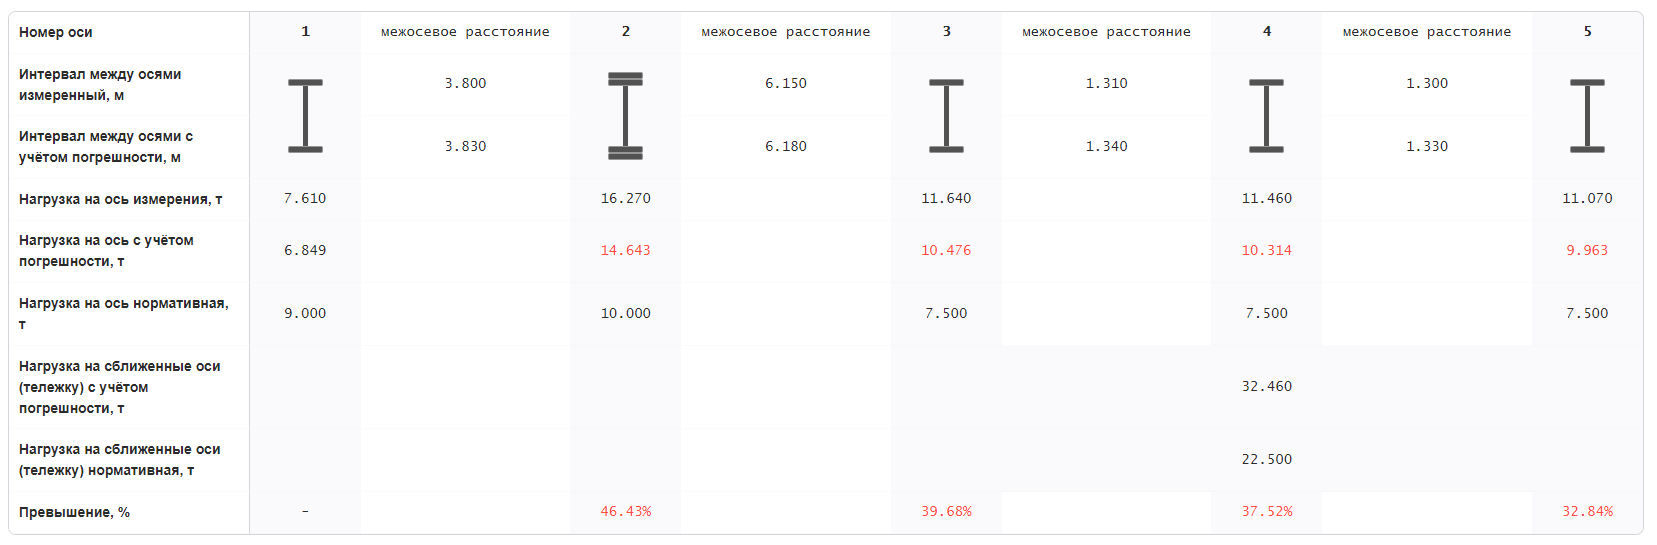 Номер оси 1 межосевое расстояние 2 межосевое расстояние 3 межосевое расстояние 4 межосевое расстояние 5
Интервал между осями
измеренный, м
3.800 6.150 1.310 1.300
Интервал между осями с
учётом погрешности, м
3.830 6.180 1.340 1.330
Нагрузка на ось измерения, т 7.610 16.270 11.640 11.460 11.070
Нагрузка на ось с учётом
погрешности, т
6.849 14.643 10.476 10.314 9.963
Нагрузка на ось нормативная,
т
9.000 10.000 7.500 7.500 7.500
Нагрузка на сближенные оси
(тележку) с учётом
погрешности, т
32.460
Нагрузка на сближенные оси
(тележку) нормативная, т
22.500
Превышение, % - 46.43% 39.68% 37.52% 32.84%